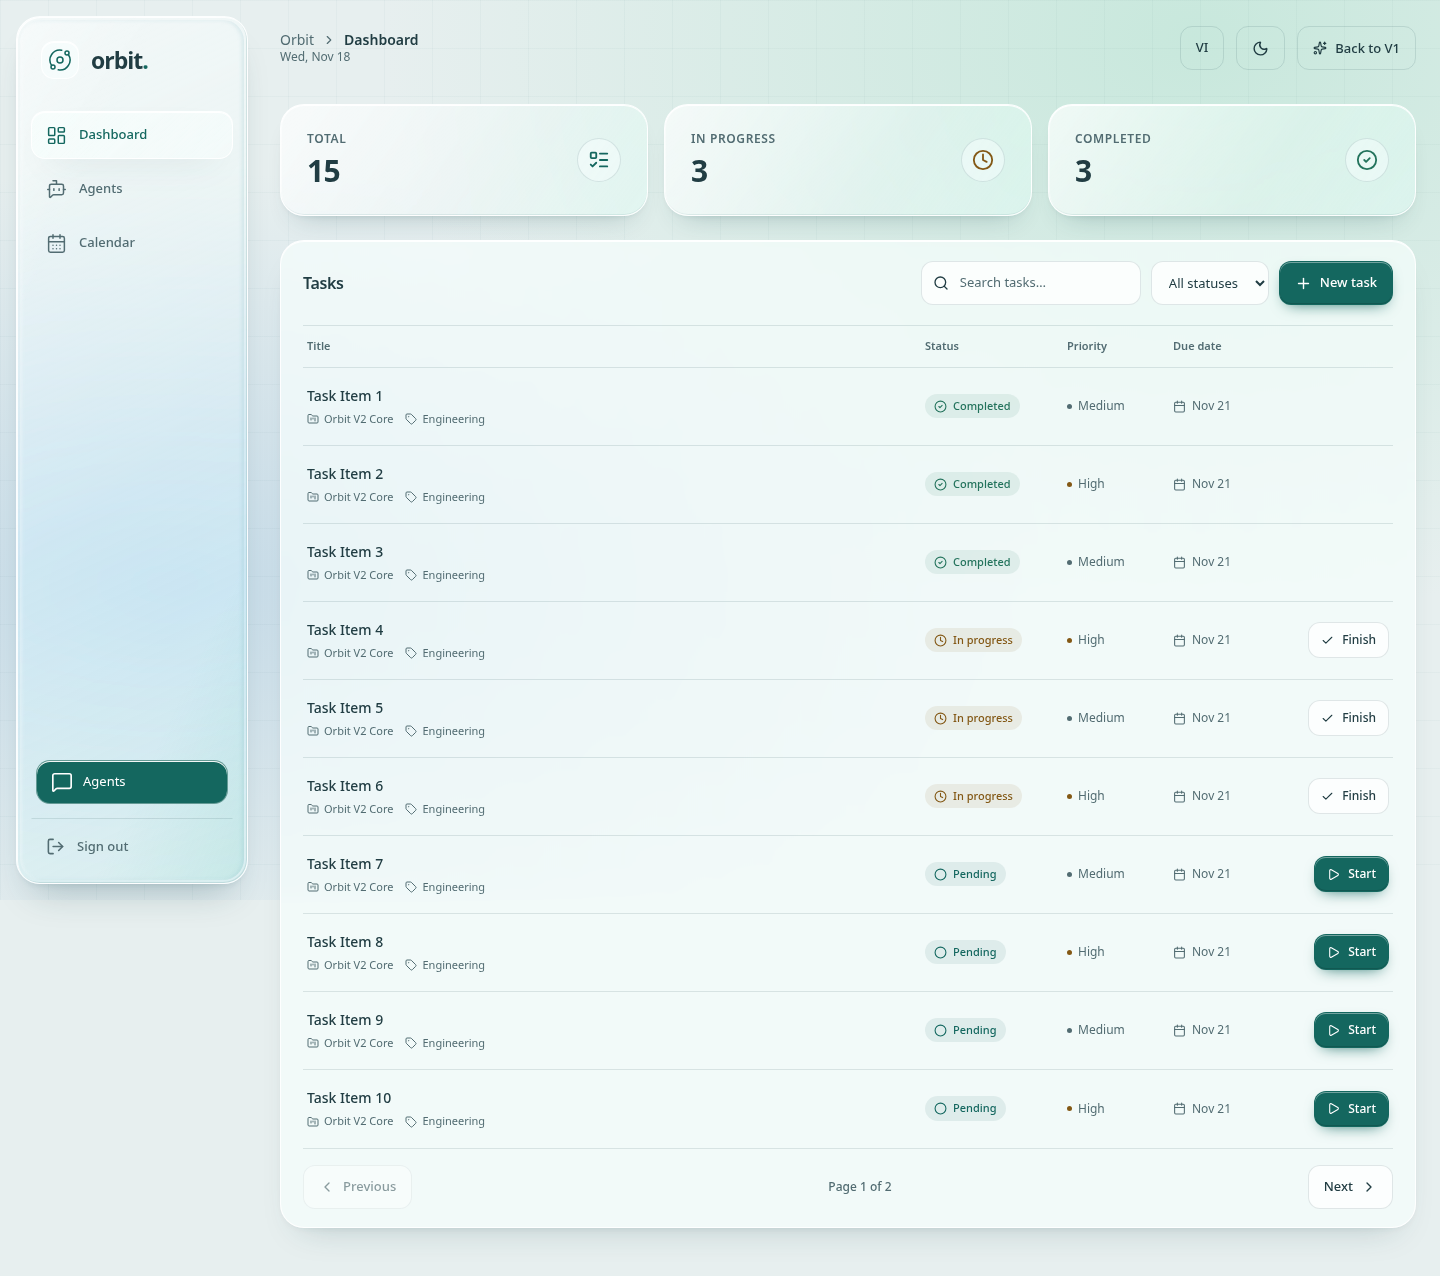 orbit.
Dashboard
Agents
Calendar
Agents
Sign out
Orbit > Dashboard
Wed, Nov 18
VI
Back to V1
TOTAL
15
IN PROGRESS
3
COMPLETED
3
Tasks
Search tasks...
All statuses
New task
Title Status Priority Due date
Task Item 1
Orbit V2 Core Engineering
Completed Medium Nov 21
Task Item 2
Orbit V2 Core Engineering
Completed High Nov 21
Task Item 3
Orbit V2 Core Engineering
Completed Medium Nov 21
Task Item 4
Orbit V2 Core Engineering
In progress High Nov 21 Finish
Task Item 5
Orbit V2 Core Engineering
In progress Medium Nov 21 Finish
Task Item 6
Orbit V2 Core Engineering
In progress High Nov 21 Finish
Task Item 7
Orbit V2 Core Engineering
Pending Medium Nov 21 Start
Task Item 8
Orbit V2 Core Engineering
Pending High Nov 21 Start
Task Item 9
Orbit V2 Core Engineering
Pending Medium Nov 21 Start
Task Item 10
Orbit V2 Core Engineering
Pending High Nov 21 Start
Previous
Page 1 of 2
Next